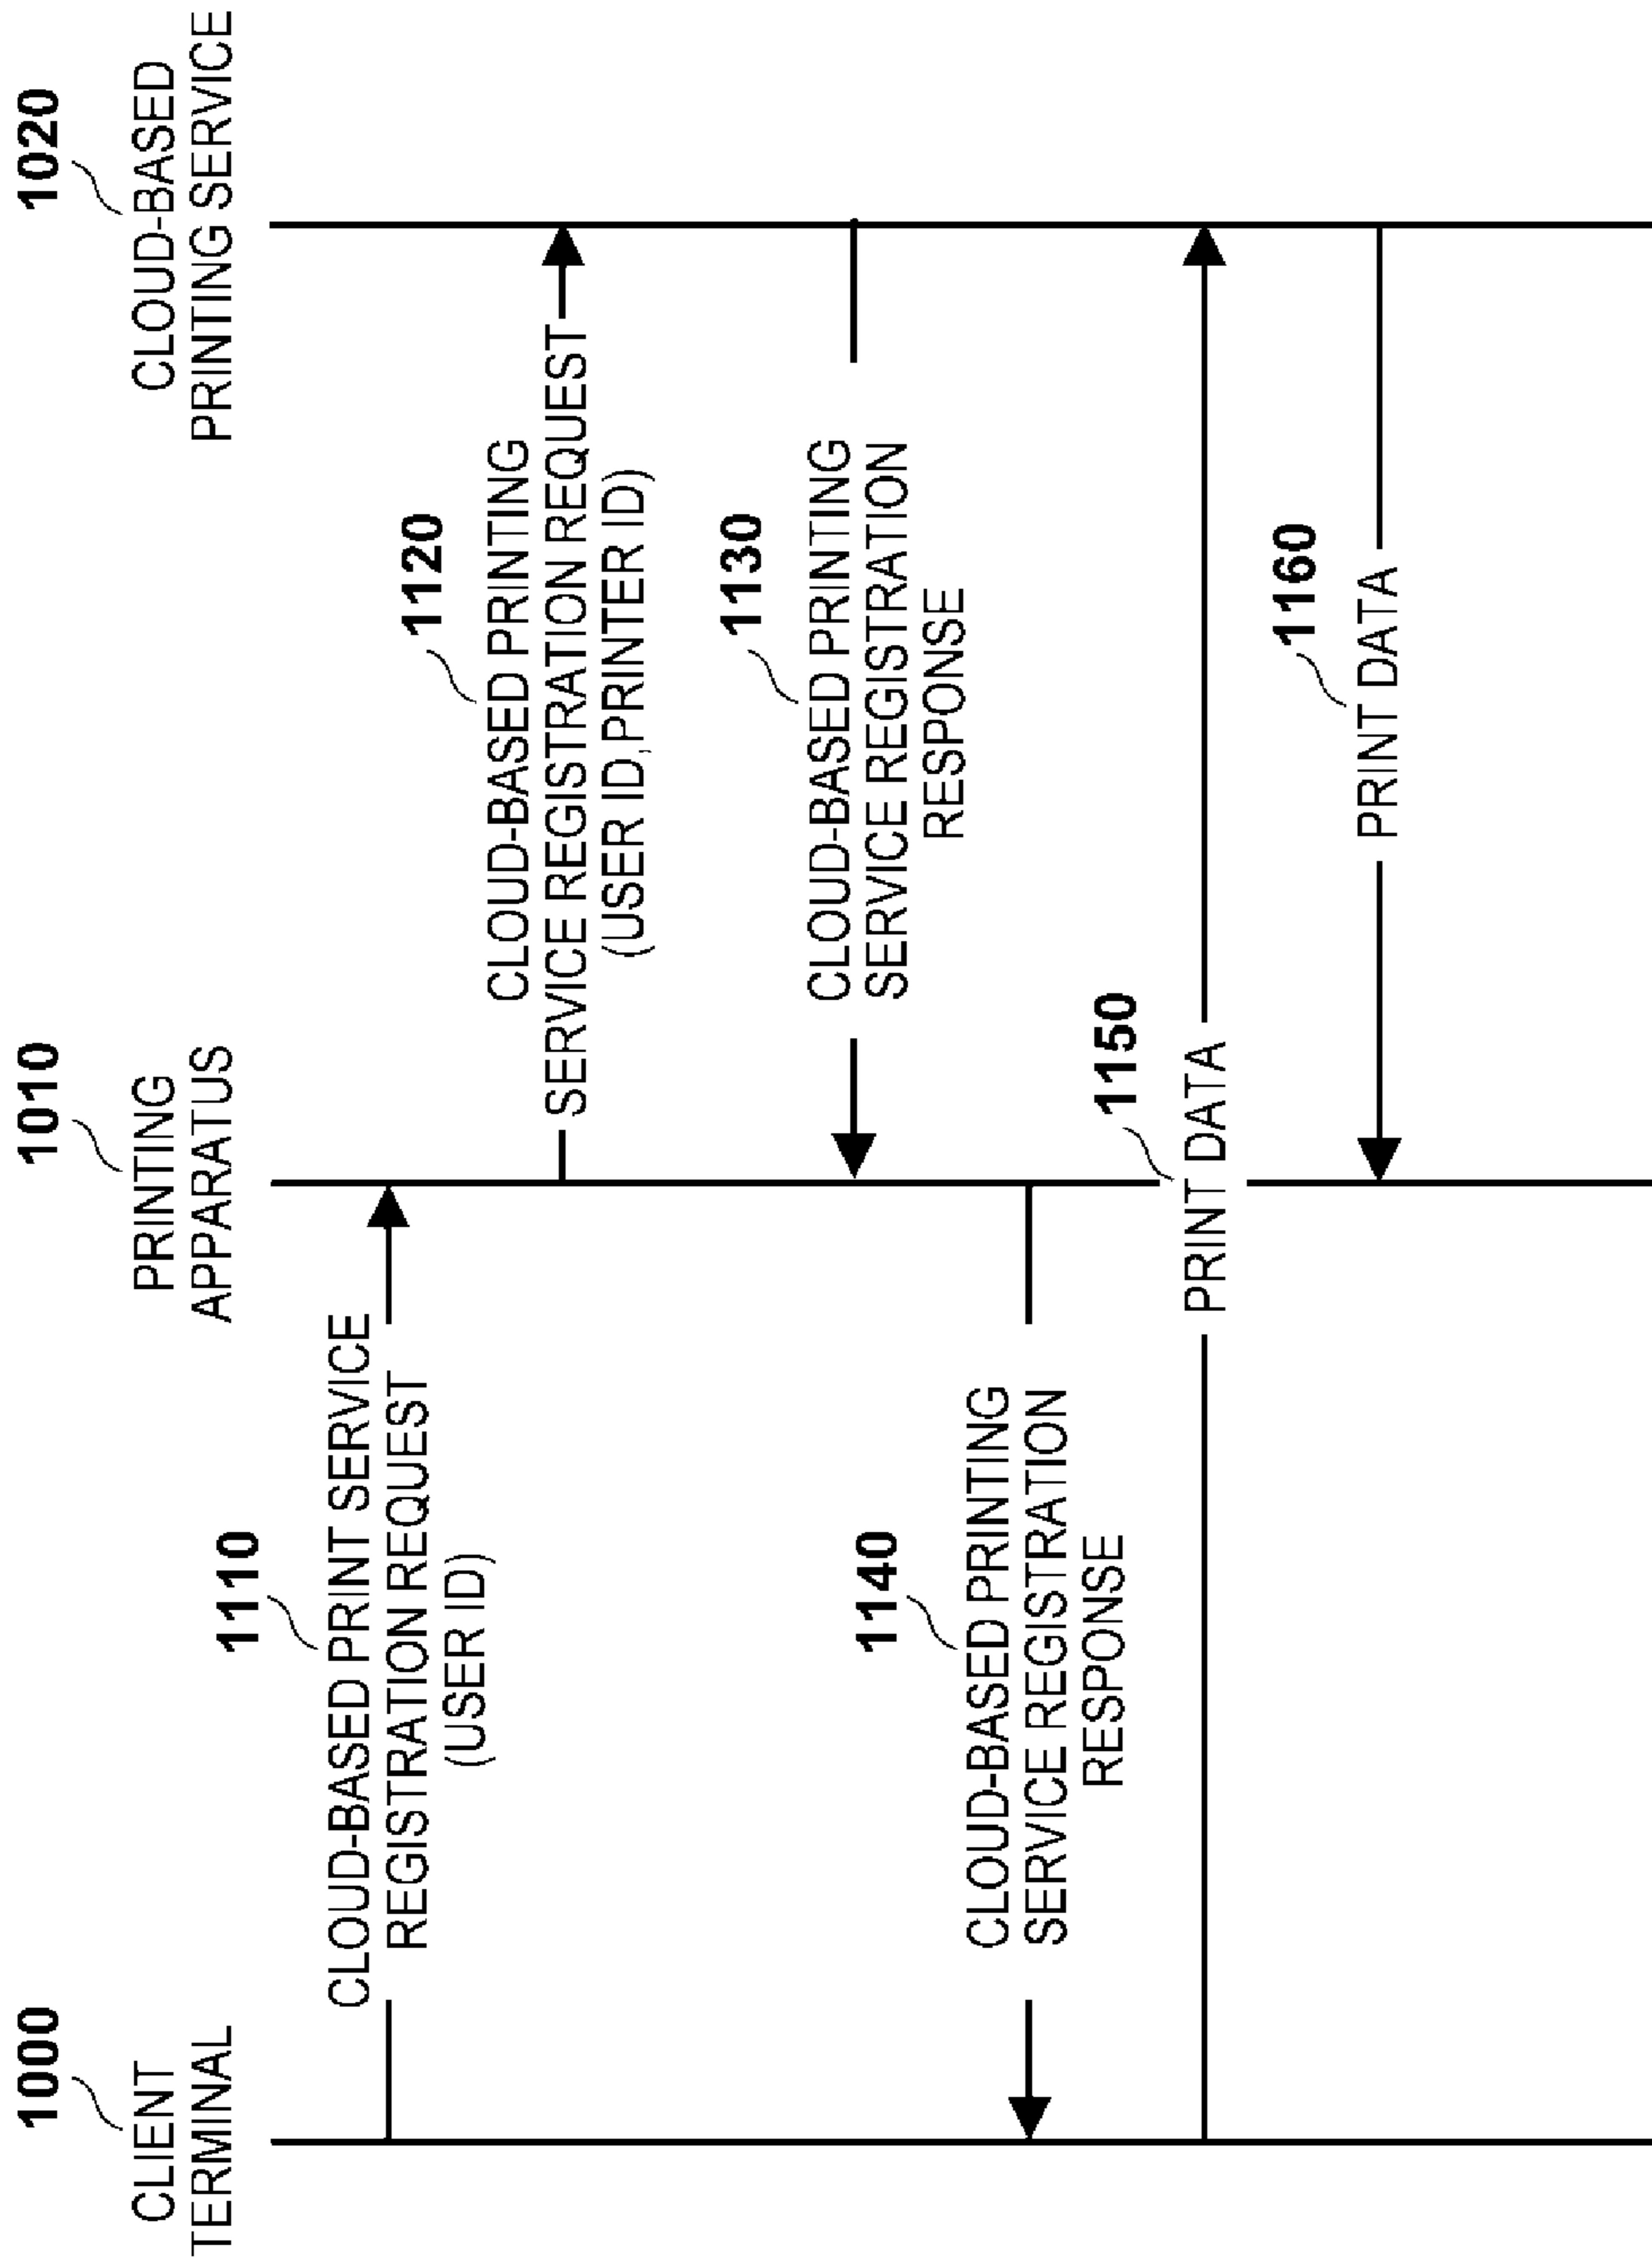 1000
CLIENT
TERMINAL
1010
PRINTING
APPARATUS
1020
CLOUD-BASED
PRINTING SERVICE
1110
CLOUD-BASED PRINT SERVICE
REGISTRATION REQUEST
(USER ID)
1120
CLOUD-BASED PRINTING
SERVICE REGISTRATION REQUEST
(USER ID,PRINTER ID)
1130
CLOUD-BASED PRINTING
SERVICE REGISTRATION
RESPONSE
1140
CLOUD-BASED PRINTING
SERVICE REGISTRATION
RESPONSE
1150
PRINT DATA
1160
PRINT DATA